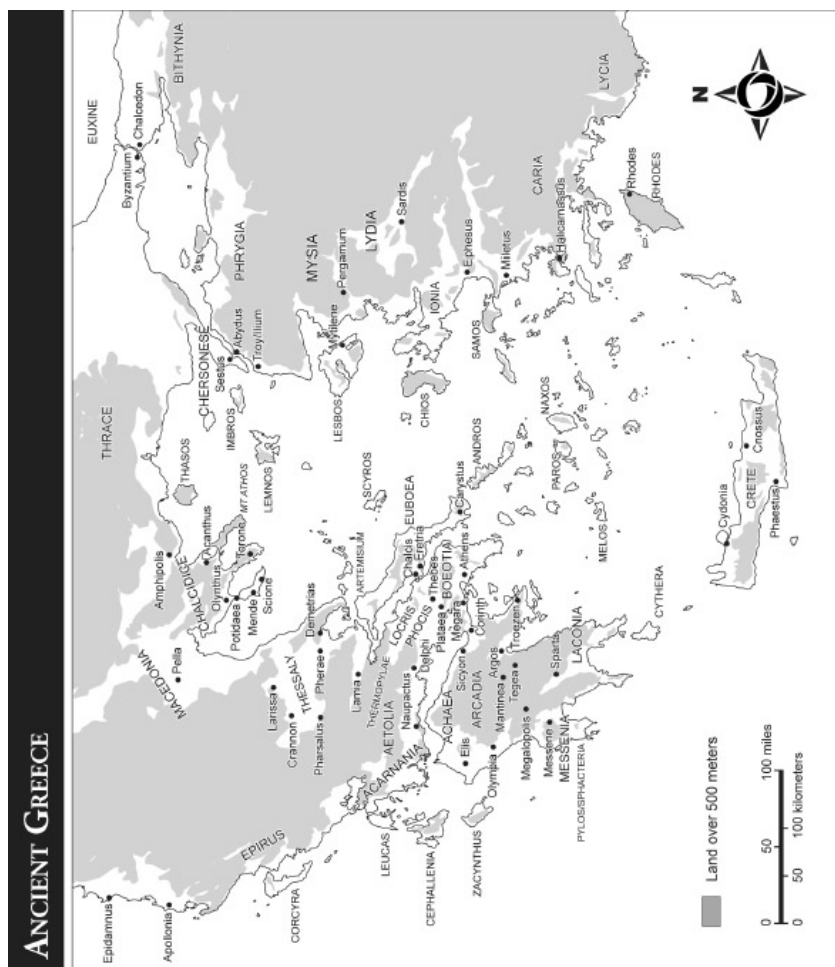 ANCIENT GREECE
Epidamnus
Apollonia
CORCYRA
EPIRUS
MACEDONIA
Pella
Amphipolis
CHALCIDICE
Olynthus
Acanthus
Potidaea
Mende
Scione
Torone
MT ATHOS
THRACE
THASOS
EUXINE
Byzantium
Chalcedon
BITHYNIA
CHERSONESE
Sestus
Abydus
Troy/Ilium
IMBROS
LEMNOS
PHRYGIA
MYSIA
Pergamum
LYDIA
Sardis
LESBOS
Mytilene
Larissa
Crannon
THESSALY
Pharsalus
Pherae
Demetrias
Lamia
THERMOPYLAE
ARTEMISIUM
SCYROS
EUBOEA
AETOLIA
ACARNANIA
LEUCAS
CEPHALLENIA
ZACYNTHUS
Naupactus
Delphi
LOCRIS
PHOCIS
Chalcis
Eretria
Thebes
BOEOTIA
Plataea
Athens
Carystus
ANDROS
Megara
Corinth
Sicyon
ACHAEA
ARCADIA
Elis
Olympia
Argos
Mantinea
Tegea
Troezen
Megalopolis
Messene
MESSENIA
PYLOS/SPHACTERIA
Sparta
LACONIA
CYTHERA
MELOS
PAROS
NAXOS
CHIOS
IONIA
Ephesus
SAMOS
Miletus
CARIA
Halicarnassus
LYCIA
Rhodes
RHODES
Cydonia
CRETE
Cnossus
Phaestus
N
Land over 500 meters
0 50 100 miles
0 50 100 kilometers